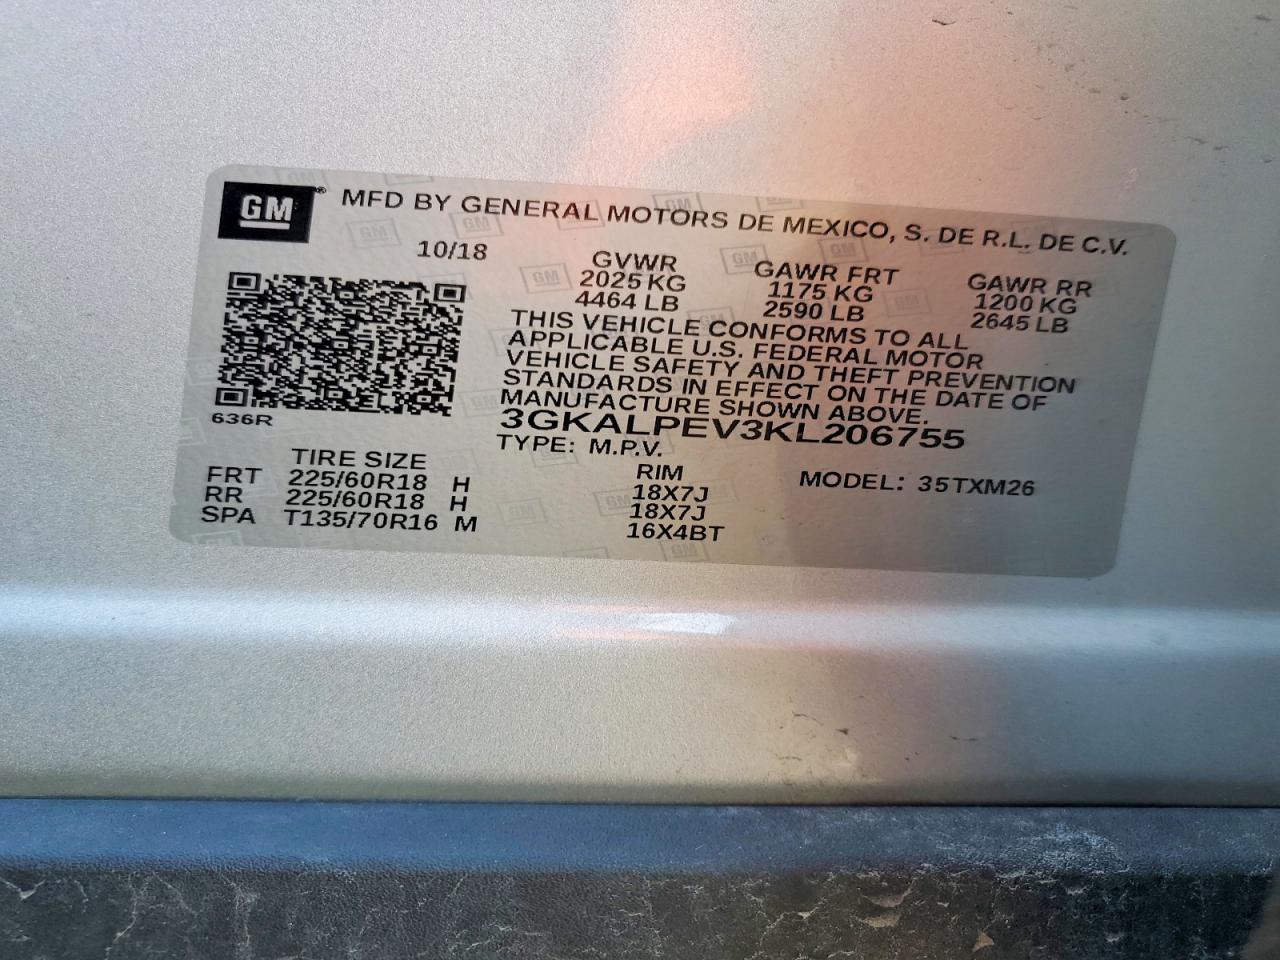 GM® MFD BY GENERAL MOTORS DE MEXICO, S. DE R.L. DE C.V.
10/18 GVWR GAWR FRT GAWR RR
2025 KG 1175 KG 1200 KG
4464 LB 2590 LB 2645 LB
THIS VEHICLE CONFORMS TO ALL
APPLICABLE U.S. FEDERAL MOTOR
VEHICLE SAFETY AND THEFT PREVENTION
STANDARDS IN EFFECT ON THE DATE OF
MANUFACTURE SHOWN ABOVE.
636R 3GKALPEV3KL206755
TYPE: M.P.V.
TIRE SIZE RIM MODEL: 35TXM26
FRT 225/60R18 H 18X7J
RR 225/60R18 H 18X7J
SPA T135/70R16 M 16X4BT